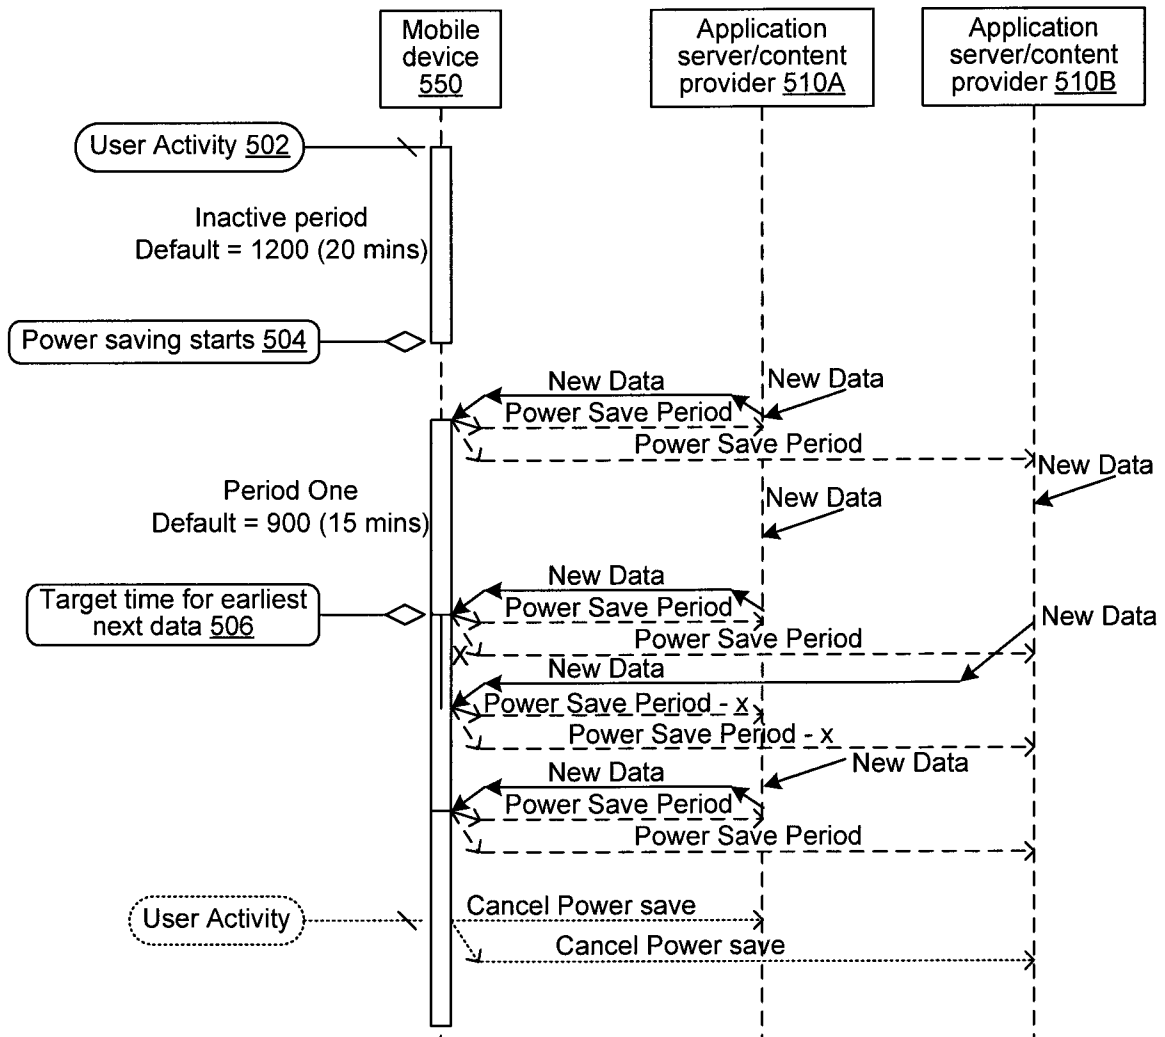 Mobile
device
550
Application
server/content
provider 510A
Application
server/content
provider 510B
User Activity 502
Inactive period
Default = 1200 (20 mins)
Power saving starts 504
New Data
New Data
Power Save Period
Power Save Period
New Data
Period One
Default = 900 (15 mins)
New Data
New Data
Target time for earliest
next data 506
Power Save Period
New Data
Power Save Period
X
New Data
Power Save Period - x
Power Save Period - x
New Data
New Data
Power Save Period
Power Save Period
User Activity
Cancel Power save
Cancel Power save